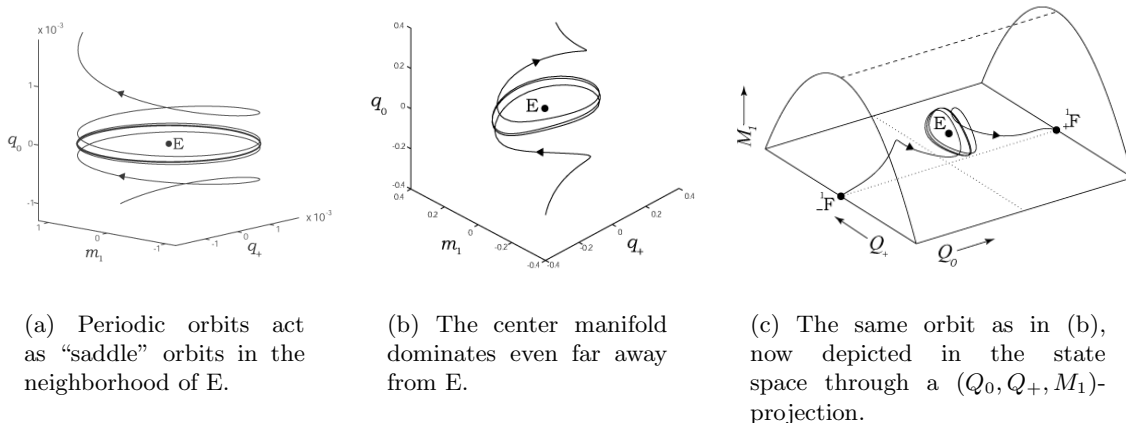 x 10⁻³
1
0
-1
q₀
E
1
0
-1
m₁
-1
0
1
q₊
x 10⁻³
0.4
0.2
0
-0.2
0.4
q₀
E
0.4
0.2
0
-0.2
-0.4
m₁
-0.4
-0.2
0
0.2
0.4
q₊
M₁
E
¹₊F
¹₋F
Q₊
Q₀
(a) Periodic orbits act
as “saddle” orbits in the
neighborhood of E.
(b) The center manifold
dominates even far away
from E.
(c) The same orbit as in (b),
now depicted in the state
space through a (Q₀, Q₊, M₁)-
projection.